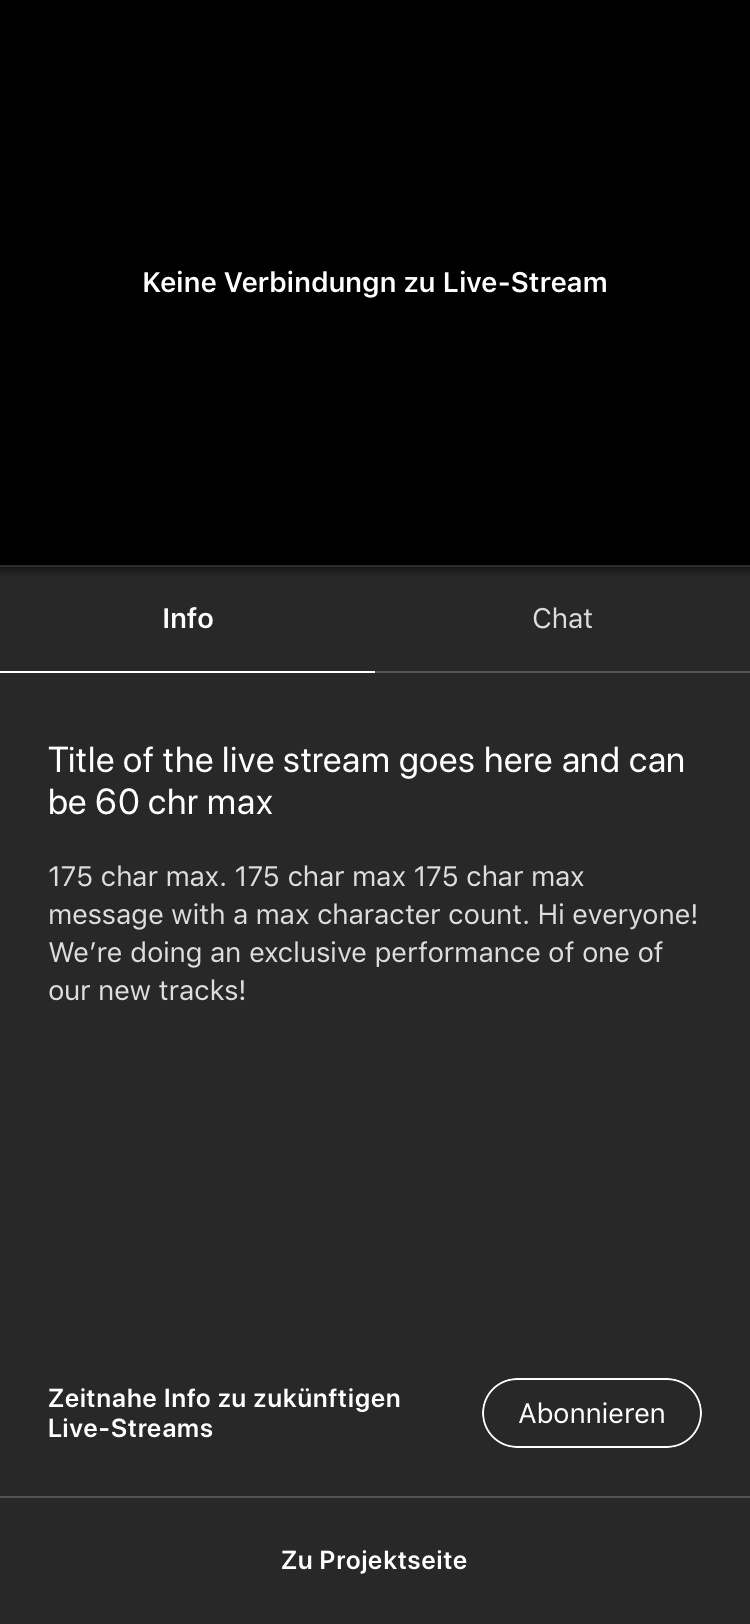 Keine Verbindungn zu Live-Stream
Info
Chat
Title of the live stream goes here and can
be 60 chr max
175 char max. 175 char max 175 char max
message with a max character count. Hi everyone!
We’re doing an exclusive performance of one of
our new tracks!
Zeitnahe Info zu zukünftigen
Live-Streams
Abonnieren
Zu Projektseite